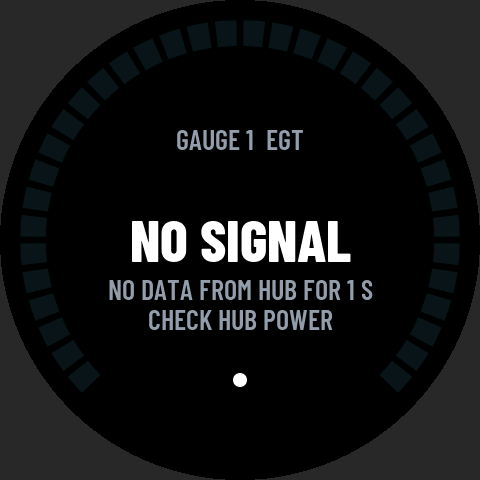 GAUGE 1  EGT
NO SIGNAL
NO DATA FROM HUB FOR 1 S
CHECK HUB POWER